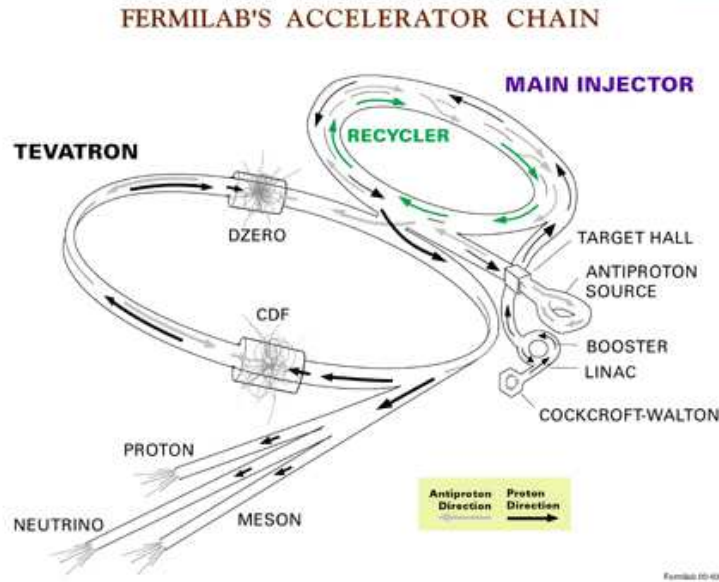 FERMILAB'S ACCELERATOR CHAIN
MAIN INJECTOR
RECYCLER
TEVATRON
DZERO
TARGET HALL
ANTIPROTON
SOURCE
CDF
BOOSTER
LINAC
COCKCROFT-WALTON
PROTON
NEUTRINO
MESON
Antiproton Proton
Direction Direction